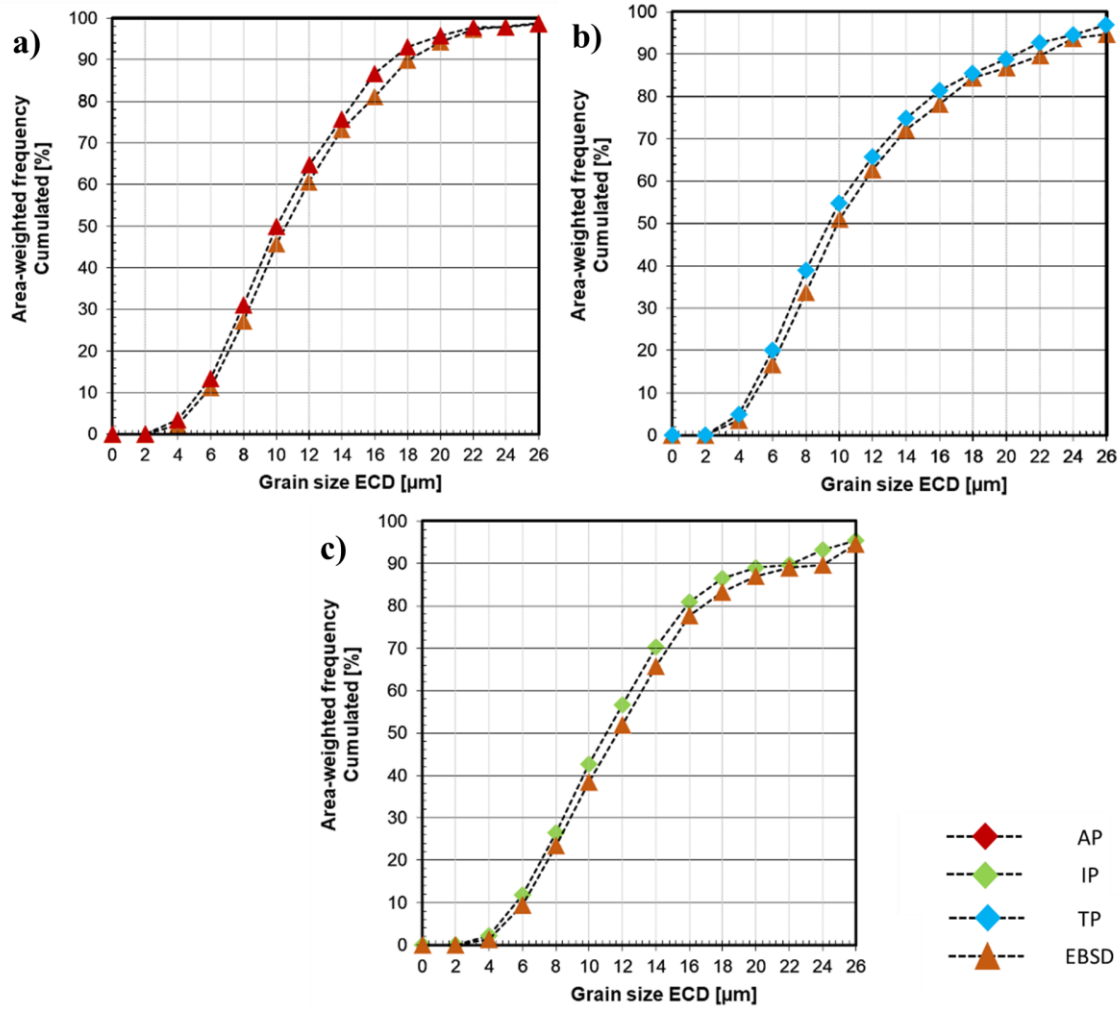 a)
100
90
80
70
60
50
40
30
20
10
0
Area-weighted frequency
Cumulated [%]
0 2 4 6 8 10 12 14 16 18 20 22 24 26
Grain size ECD [µm]
b)
100
90
80
70
60
50
40
30
20
10
0
Area-weighted frequency
Cumulated [%]
0 2 4 6 8 10 12 14 16 18 20 22 24 26
Grain size ECD [µm]
c)
100
90
80
70
60
50
40
30
20
10
0
Area-weighted frequency
Cumulated [%]
0 2 4 6 8 10 12 14 16 18 20 22 24 26
Grain size ECD [µm]
AP
IP
TP
EBSD